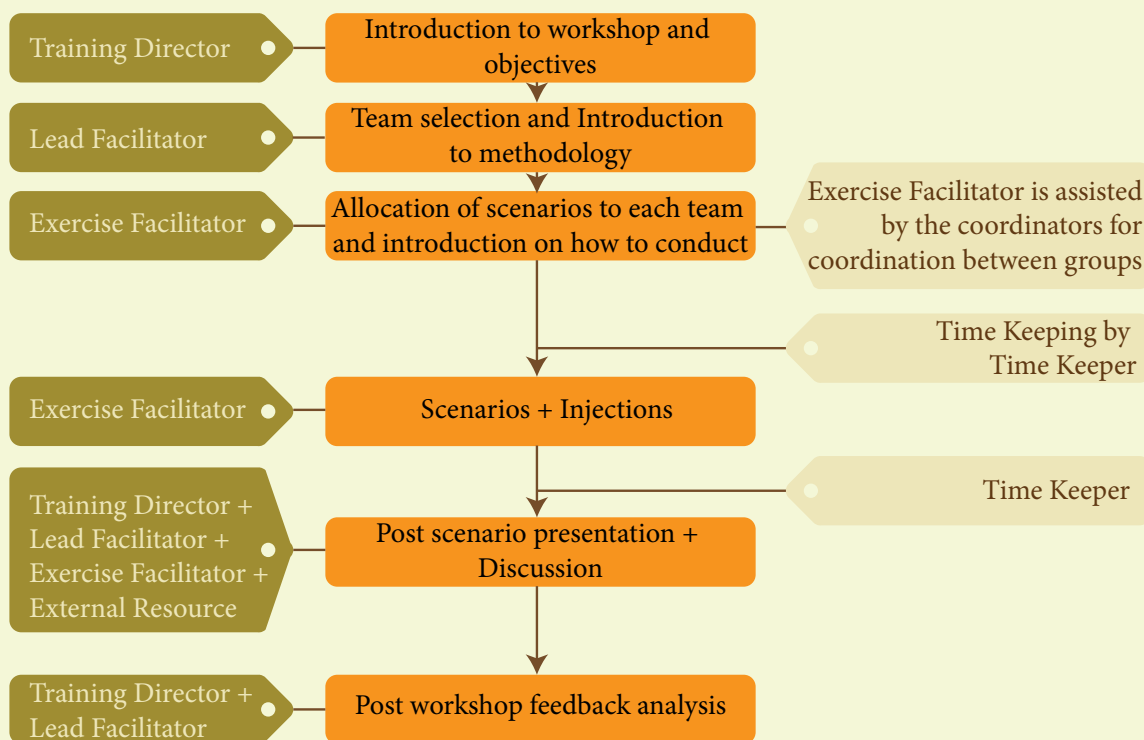 Training Director
Introduction to workshop and
objectives
Lead Facilitator
Team selection and Introduction
to methodology
Exercise Facilitator
Allocation of scenarios to each team
and introduction on how to conduct
Exercise Facilitator is assisted
by the coordinators for
coordination between groups
Time Keeping by
Time Keeper
Exercise Facilitator
Scenarios + Injections
Time Keeper
Training Director +
Lead Facilitator +
Exercise Facilitator +
External Resource
Post scenario presentation +
Discussion
Training Director +
Lead Facilitator
Post workshop feedback analysis